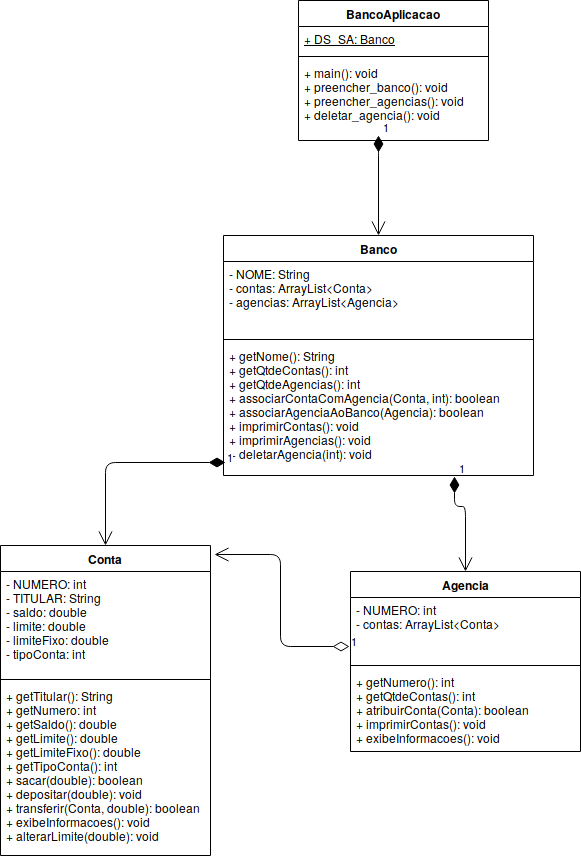 BancoAplicacao
+ DS_SA: Banco
+ main(): void
+ preencher_banco(): void
+ preencher_agencias(): void
+ deletar_agencia(): void
1
Banco
- NOME: String
- contas: ArrayList<Conta>
- agencias: ArrayList<Agencia>
+ getNome(): String
+ getQtdeContas(): int
+ getQtdeAgencias(): int
+ associarContaComAgencia(Conta, int): boolean
+ associarAgenciaAoBanco(Agencia): boolean
+ imprimirContas(): void
+ imprimirAgencias(): void
- deletarAgencia(int): void
1
1
Conta
- NUMERO: int
- TITULAR: String
- saldo: double
- limite: double
- limiteFixo: double
- tipoConta: int
+ getTitular(): String
+ getNumero: int
+ getSaldo(): double
+ getLimite(): double
+ getLimiteFixo(): double
+ getTipoConta(): int
+ sacar(double): boolean
+ depositar(double): void
+ transferir(Conta, double): boolean
+ exibeInformacoes(): void
+ alterarLimite(double): void
Agencia
- NUMERO: int
- contas: ArrayList<Conta>
1
+ getNumero(): int
+ getQtdeContas(): int
+ atribuirConta(Conta): boolean
+ imprimirContas(): void
+ exibeInformacoes(): void